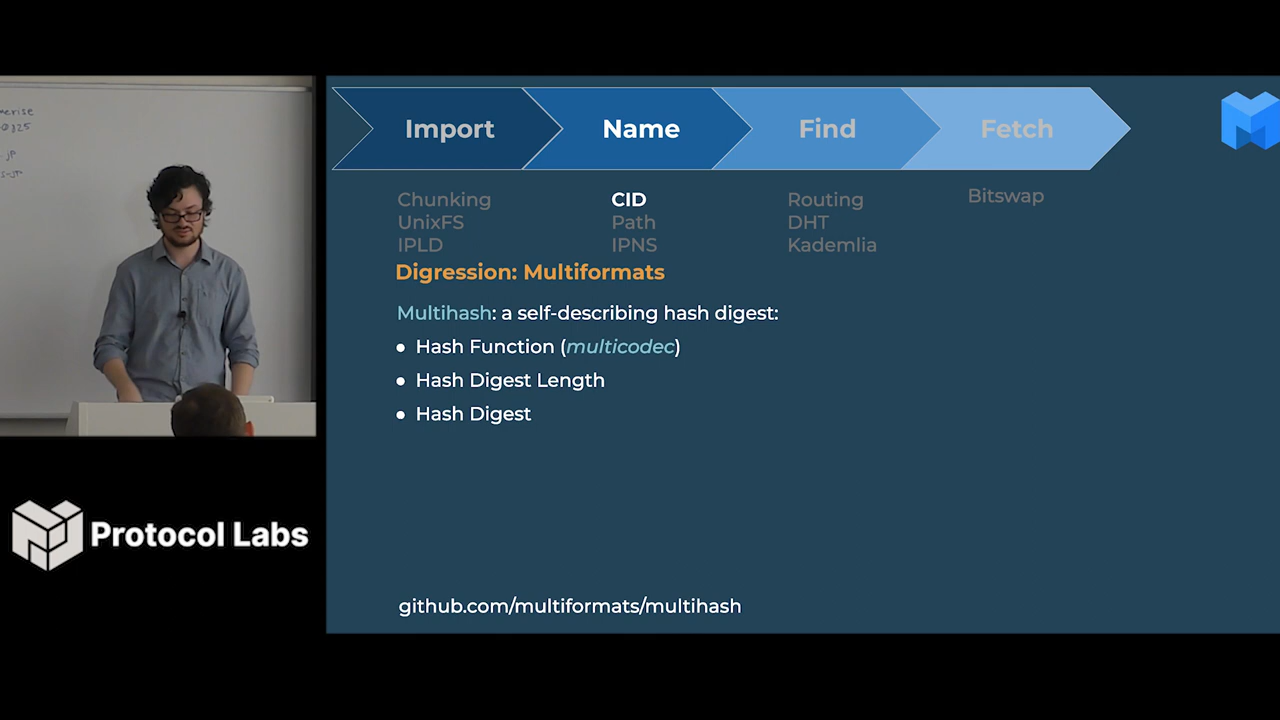 Import Name Find Fetch
Chunking CID Routing Bitswap
UnixFS Path DHT
IPLD IPNS Kademlia
Digression: Multiformats
Multihash: a self-describing hash digest:
• Hash Function (multicodec)
• Hash Digest Length
• Hash Digest
github.com/multiformats/multihash
Protocol Labs